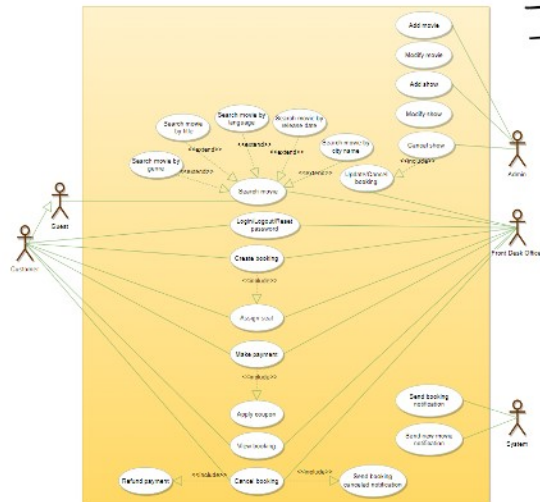 Add movie
Modify movie
Add show
Modify show
Cancel show
<<include>>
Update/Cancel
booking
Admin
Search movie by
language
Search movie by
release date
Search movie
by title
Search movie by
city name
Search movie by
genre
<<extend>>
<<extend>>
<<extend>>
<<extend>>
<<extend>>
Search movie
Guest
Customer
Front Desk Office
Login/Logout/Reset
password
Create booking
<<include>>
Assign seat
Make payment
<<include>>
Apply coupon
View booking
Cancel booking
<<include>>
Refund payment
<<include>>
Send booking
canceled notification
Send booking
notification
Send new movie
notification
System